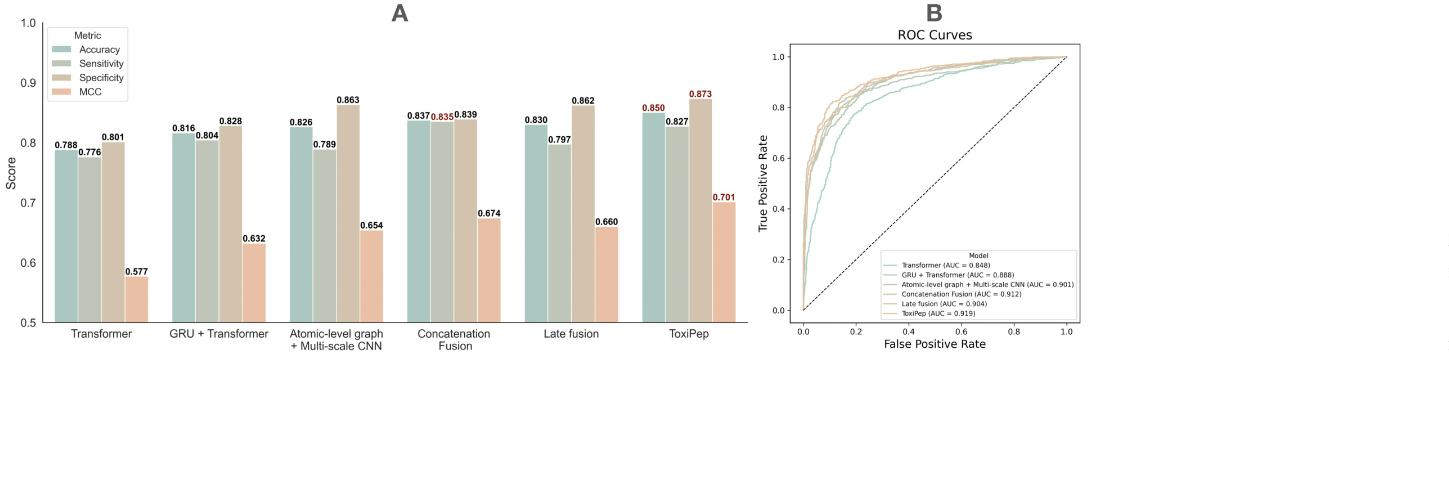 A
1.0
0.9
0.8
0.7
0.6
0.5
Score
Metric
Accuracy
Sensitivity
Specificity
MCC
0.788
0.776
0.801
0.577
0.816
0.804
0.828
0.632
0.826
0.789
0.863
0.654
0.837
0.835
0.839
0.674
0.830
0.797
0.862
0.660
0.850
0.827
0.873
0.701
Transformer
GRU + Transformer
Atomic-level graph
+ Multi-scale CNN
Concatenation
Fusion
Late fusion
ToxiPep
B
ROC Curves
1.0
0.8
0.6
0.4
0.2
0.0
True Positive Rate
Model
Transformer (AUC = 0.848)
GRU + Transformer (AUC = 0.888)
Atomic-level graph + Multi-scale CNN (AUC = 0.901)
Concatenation Fusion (AUC = 0.912)
Late fusion (AUC = 0.904)
ToxiPep (AUC = 0.919)
0.0 0.2 0.4 0.6 0.8 1.0
False Positive Rate